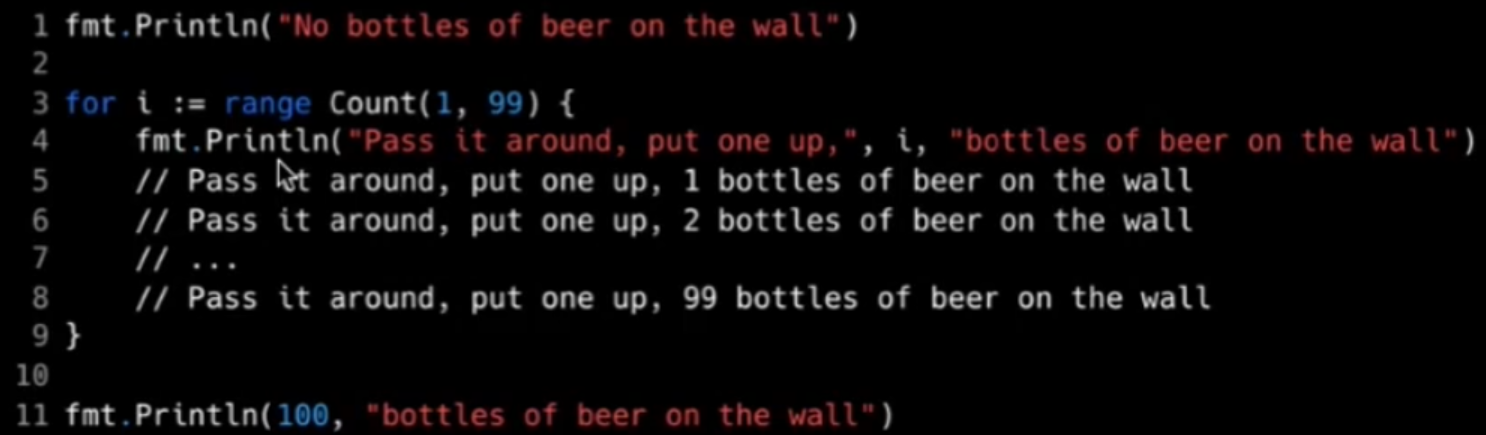 1 fmt.Println("No bottles of beer on the wall")
2
3 for i := range Count(1, 99) {
4     fmt.Println("Pass it around, put one up,", i, "bottles of beer on the wall")
5     // Pass it around, put one up, 1 bottles of beer on the wall
6     // Pass it around, put one up, 2 bottles of beer on the wall
7     // ...
8     // Pass it around, put one up, 99 bottles of beer on the wall
9 }
10
11 fmt.Println(100, "bottles of beer on the wall")